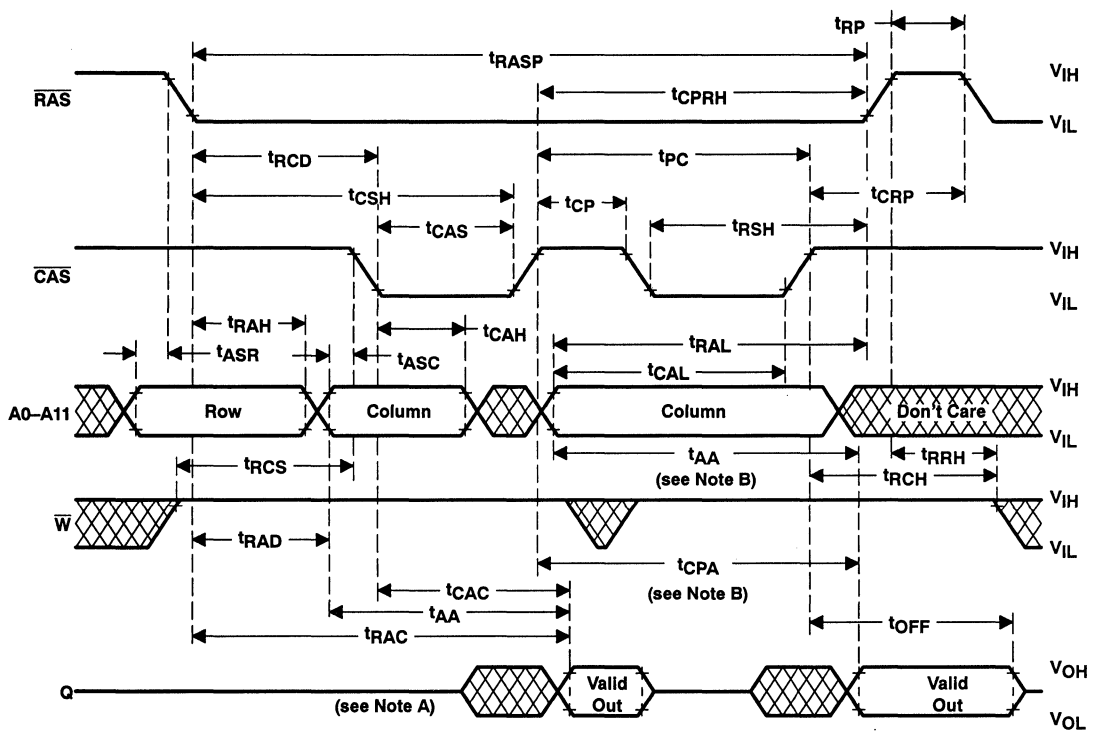 tRP
tRASP
VIH
RAS
tCPRH
VIL
tRCD
tPC
tCSH
tCP
tCRP
tCAS
tRSH
VIH
CAS
VIL
tRAH
tCAH
tASR
tASC
tRAL
tCAL
VIH
A0–A11
Row
Column
Column
Don't Care
VIL
tRCS
tAA
tRRH
(see Note B)
tRCH
VIH
W
tRAD
VIL
tCPA
tCAC
(see Note B)
tAA
tRAC
tOFF
VOH
Q
Valid
Out
Valid
Out
(see Note A)
VOL